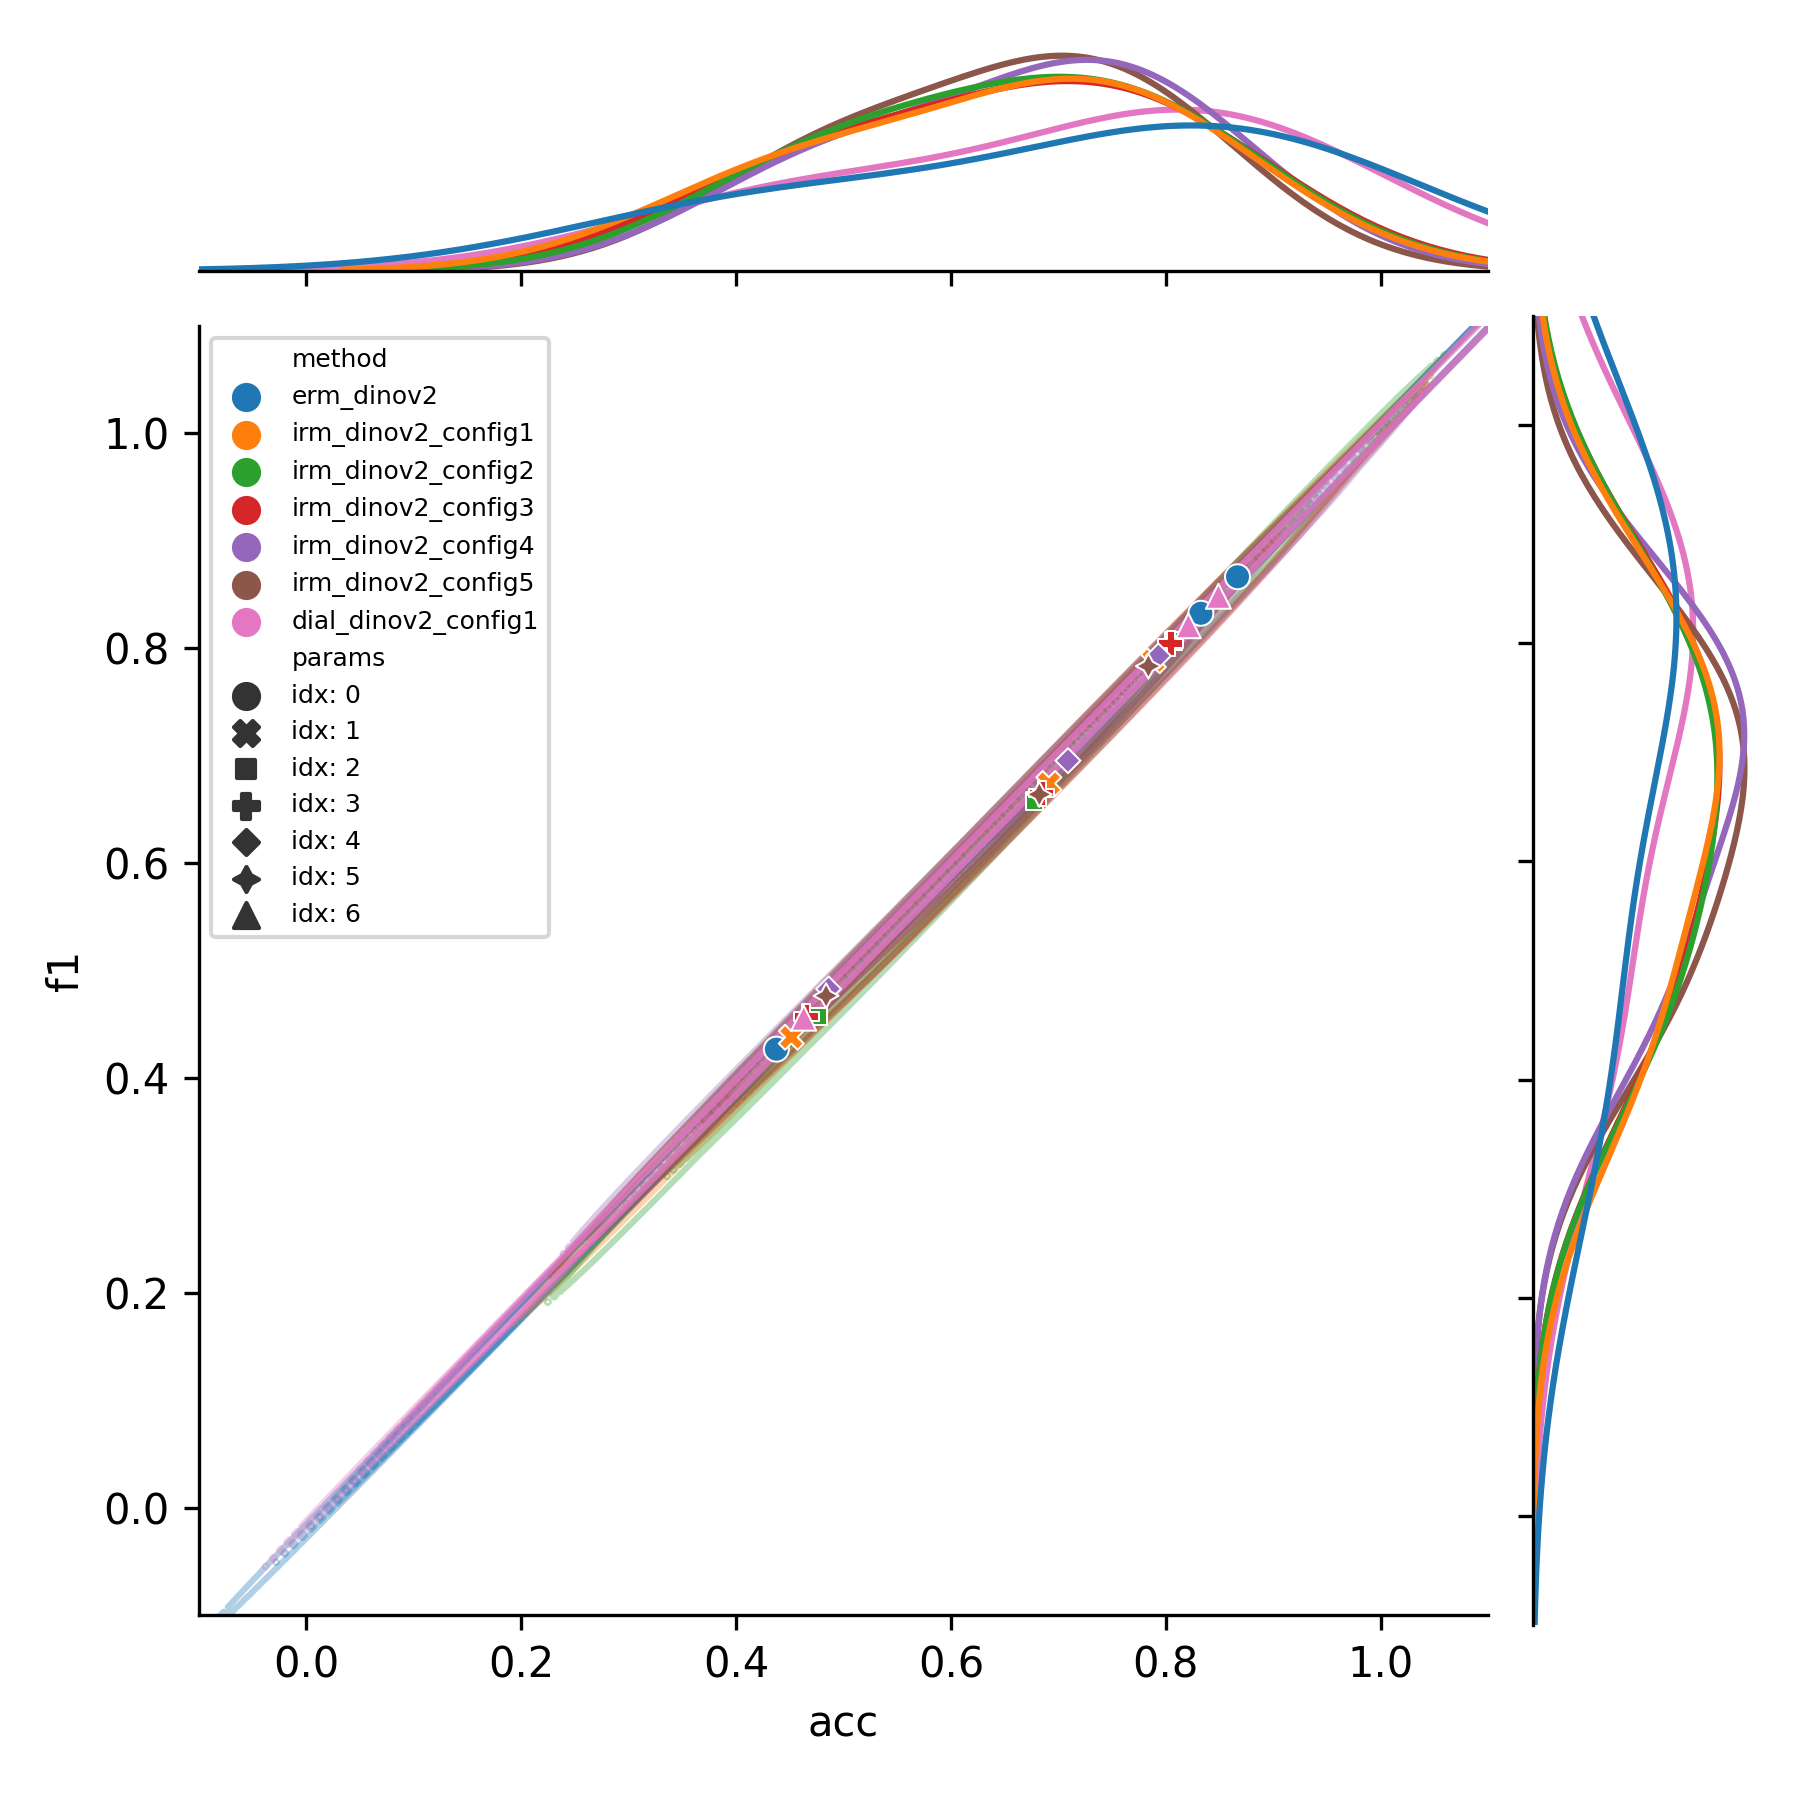 method
erm_dinov2
irm_dinov2_config1
irm_dinov2_config2
irm_dinov2_config3
irm_dinov2_config4
irm_dinov2_config5
dial_dinov2_config1
params
idx: 0
idx: 1
idx: 2
idx: 3
idx: 4
idx: 5
idx: 6
1.0
0.8
0.6
0.4
0.2
0.0
f1
0.0 0.2 0.4 0.6 0.8 1.0
acc